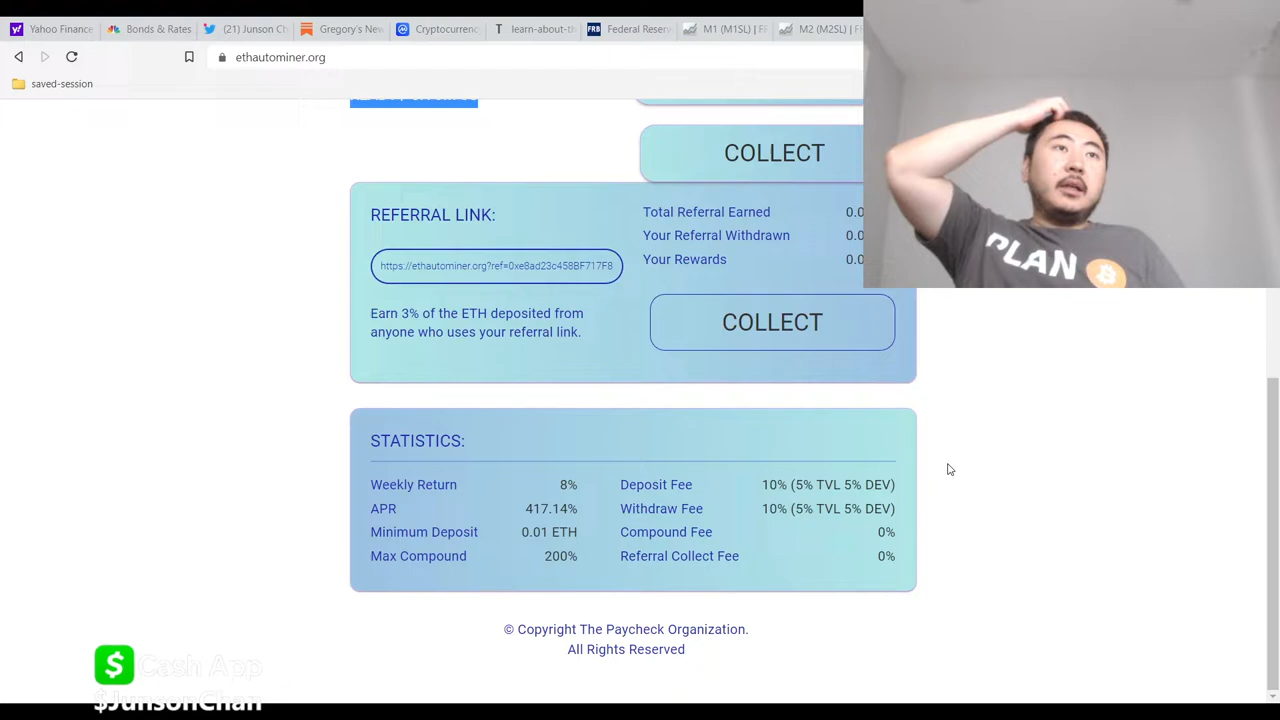 Yahoo Finance
Bonds & Rates
(21) Junson Ch
Gregory's New
Cryptocurrenc
learn-about-th
Federal Reserv
M1 (M1SL) | FF
M2 (M2SL) | F
ethautominer.org
saved-session
COLLECT
REFERRAL LINK:
https://ethautominer.org?ref=0xe8ad23c458BF717F8
Earn 3% of the ETH deposited from
anyone who uses your referral link.
Total Referral Earned 0.0
Your Referral Withdrawn 0.0
Your Rewards 0.0
COLLECT
PLAN
STATISTICS:
Weekly Return 8%
APR 417.14%
Minimum Deposit 0.01 ETH
Max Compound 200%
Deposit Fee 10% (5% TVL 5% DEV)
Withdraw Fee 10% (5% TVL 5% DEV)
Compound Fee 0%
Referral Collect Fee 0%
© Copyright The Paycheck Organization.
All Rights Reserved
$ Cash App
$JunsonChan